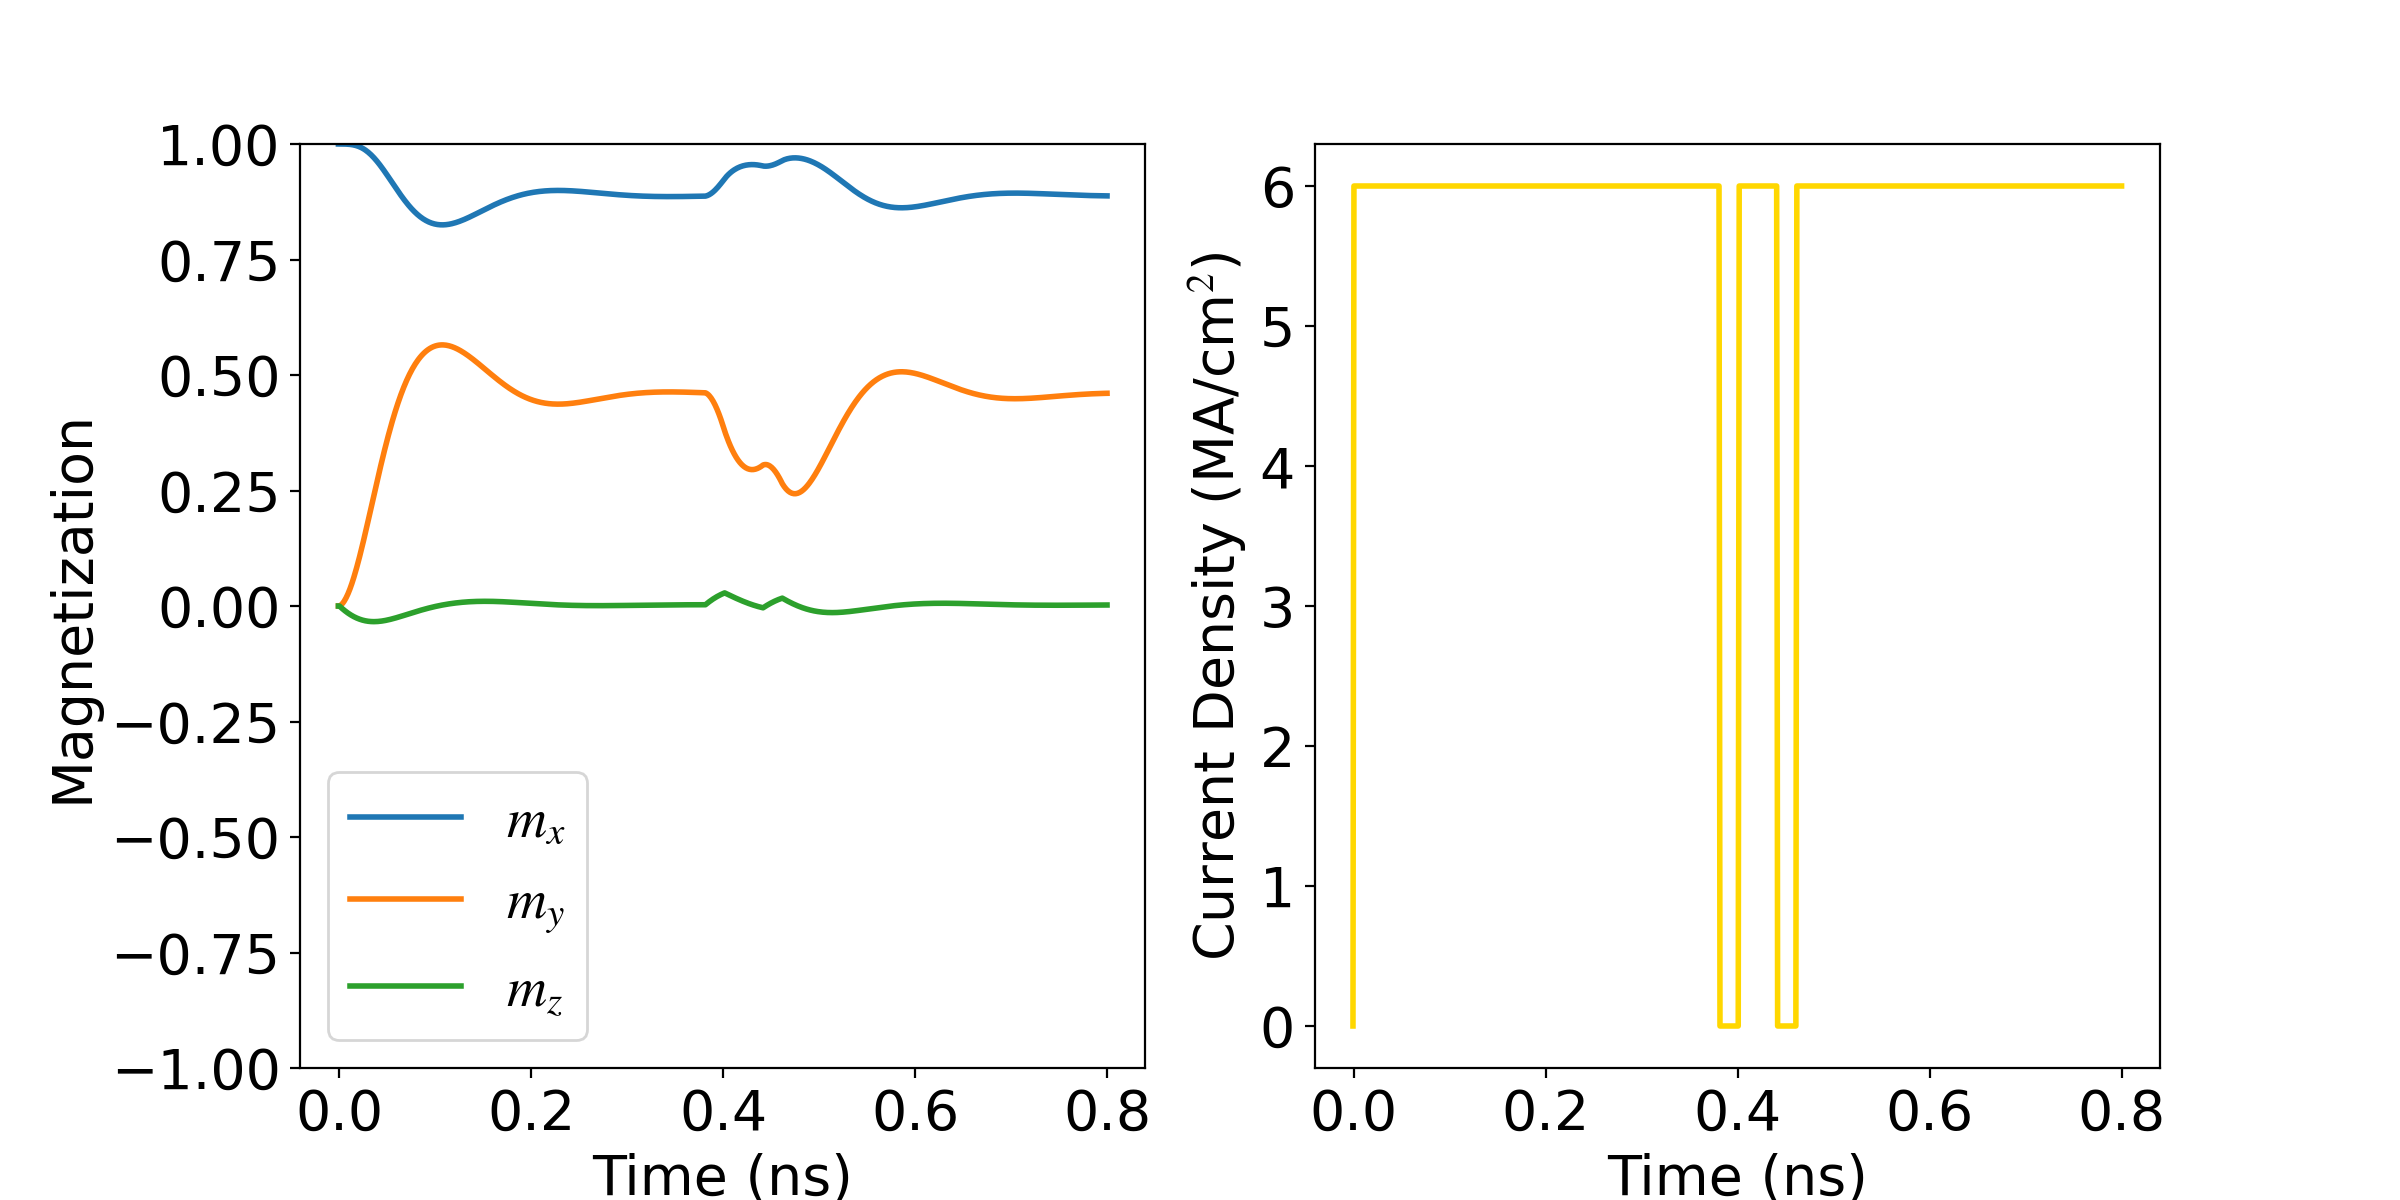 Magnetization
1.00
0.75
0.50
0.25
0.00
−0.25
−0.50
−0.75
−1.00
m_x
m_y
m_z
0.0 0.2 0.4 0.6 0.8
Time (ns)
Current Density (MA/cm²)
6
5
4
3
2
1
0
0.0 0.2 0.4 0.6 0.8
Time (ns)